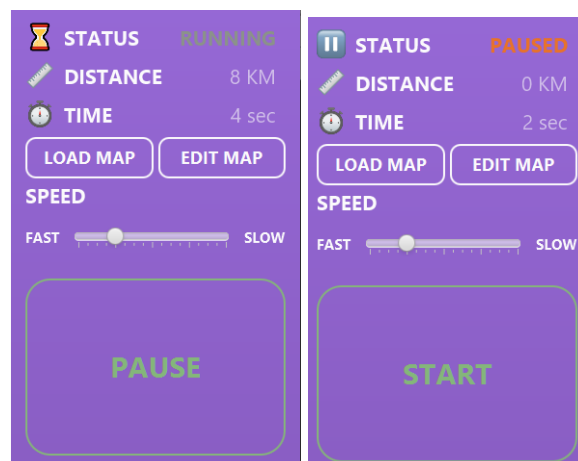 STATUS RUNNING
DISTANCE 8 KM
TIME 4 sec
LOAD MAP EDIT MAP
SPEED
FAST SLOW
PAUSE
STATUS PAUSED
DISTANCE 0 KM
TIME 2 sec
LOAD MAP EDIT MAP
SPEED
FAST SLOW
START